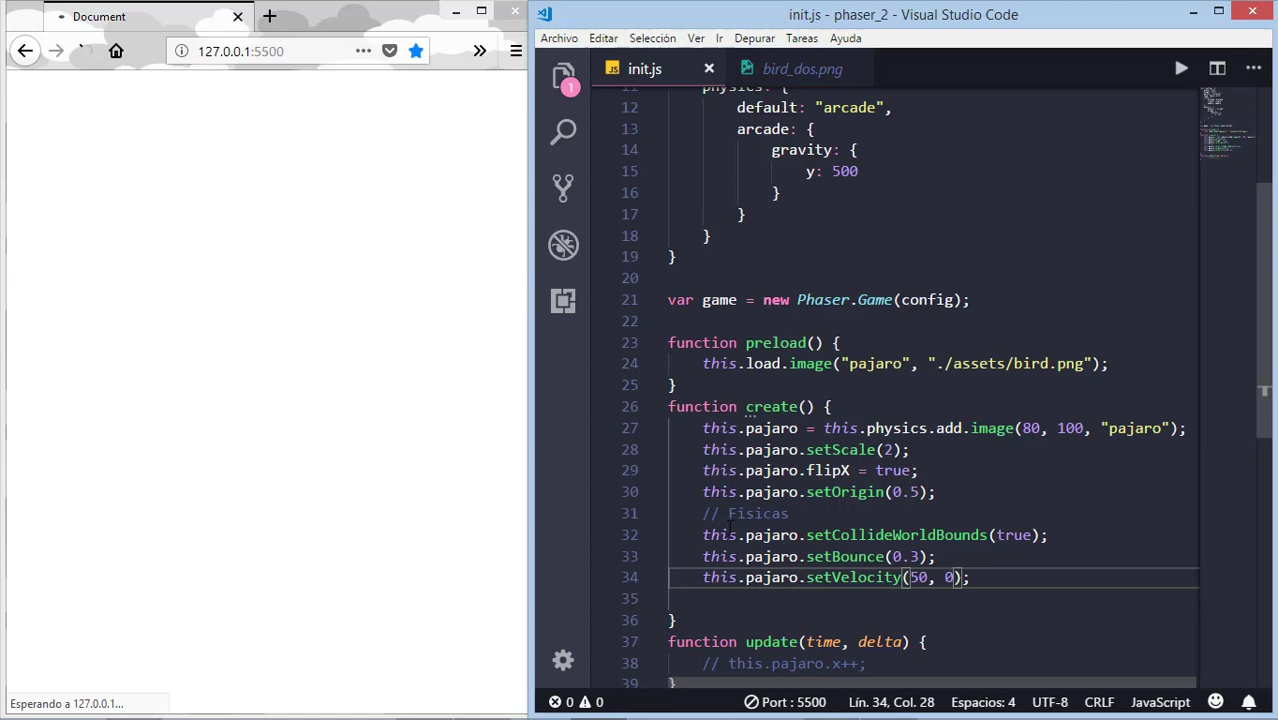 Document
127.0.0.1:5500
Esperando a 127.0.0.1...
init.js - phaser_2 - Visual Studio Code
Archivo Editar Selección Ver Ir Depurar Tareas Ayuda
init.js bird_dos.png
1
11 physics: {
12 default: "arcade",
13 arcade: {
14 gravity: {
15 y: 500
16 }
17 }
18 }
19 }
20
21 var game = new Phaser.Game(config);
22
23 function preload() {
24 this.load.image("pajaro", "./assets/bird.png");
25 }
26 function create() {
27 this.pajaro = this.physics.add.image(80, 100, "pajaro");
28 this.pajaro.setScale(2);
29 this.pajaro.flipX = true;
30 this.pajaro.setOrigin(0.5);
31 // Fisicas
32 this.pajaro.setCollideWorldBounds(true);
33 this.pajaro.setBounce(0.3);
34 this.pajaro.setVelocity(50, 0);
35
36 }
37 function update(time, delta) {
38 // this.pajaro.x++;
39 }
0 0 Port : 5500 Lín. 34, Col. 28 Espacios: 4 UTF-8 CRLF JavaScript